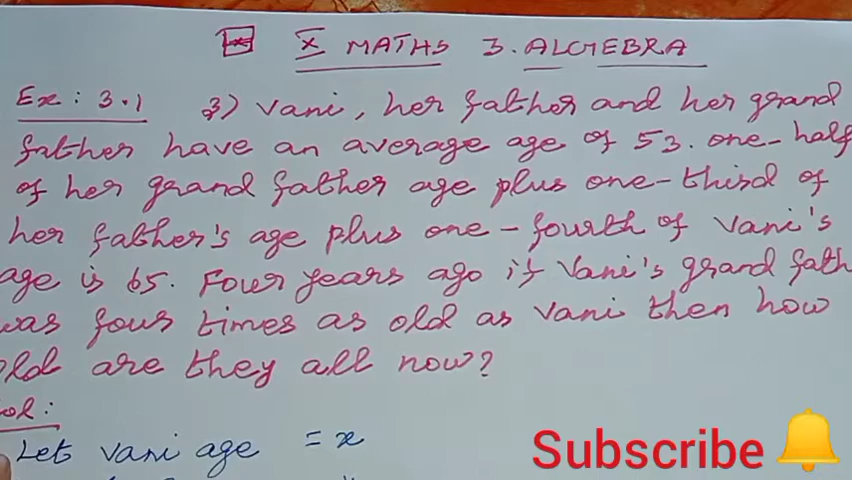 X MATHS 3. ALGEBRA
Ex: 3.1 3) Vani, her father and her grand
father have an average age of 53. one-half
of her grand father age plus one-third of
her father's age plus one-fourth of Vani's
age is 65. Four years ago if Vani's grand fath
was four times as old as Vani then how
old are they all now?
Sol:
Let Vani age = x
Subscribe